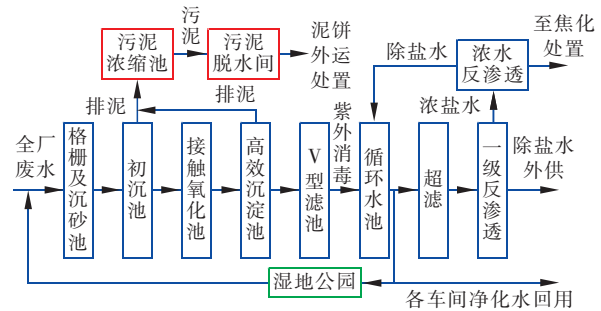 污泥
浓缩池
污泥
污泥
脱水间
泥饼
外运
处置
除盐水
浓水
反渗透
至焦化
处置
排泥
排泥
浓盐水
全厂
废水
格栅及沉砂池
初沉池
接触氧化池
高效沉淀池
V型滤池
紫外消毒
循环水池
超滤
一级反渗透
除盐水
外供
湿地公园
各车间净化水回用